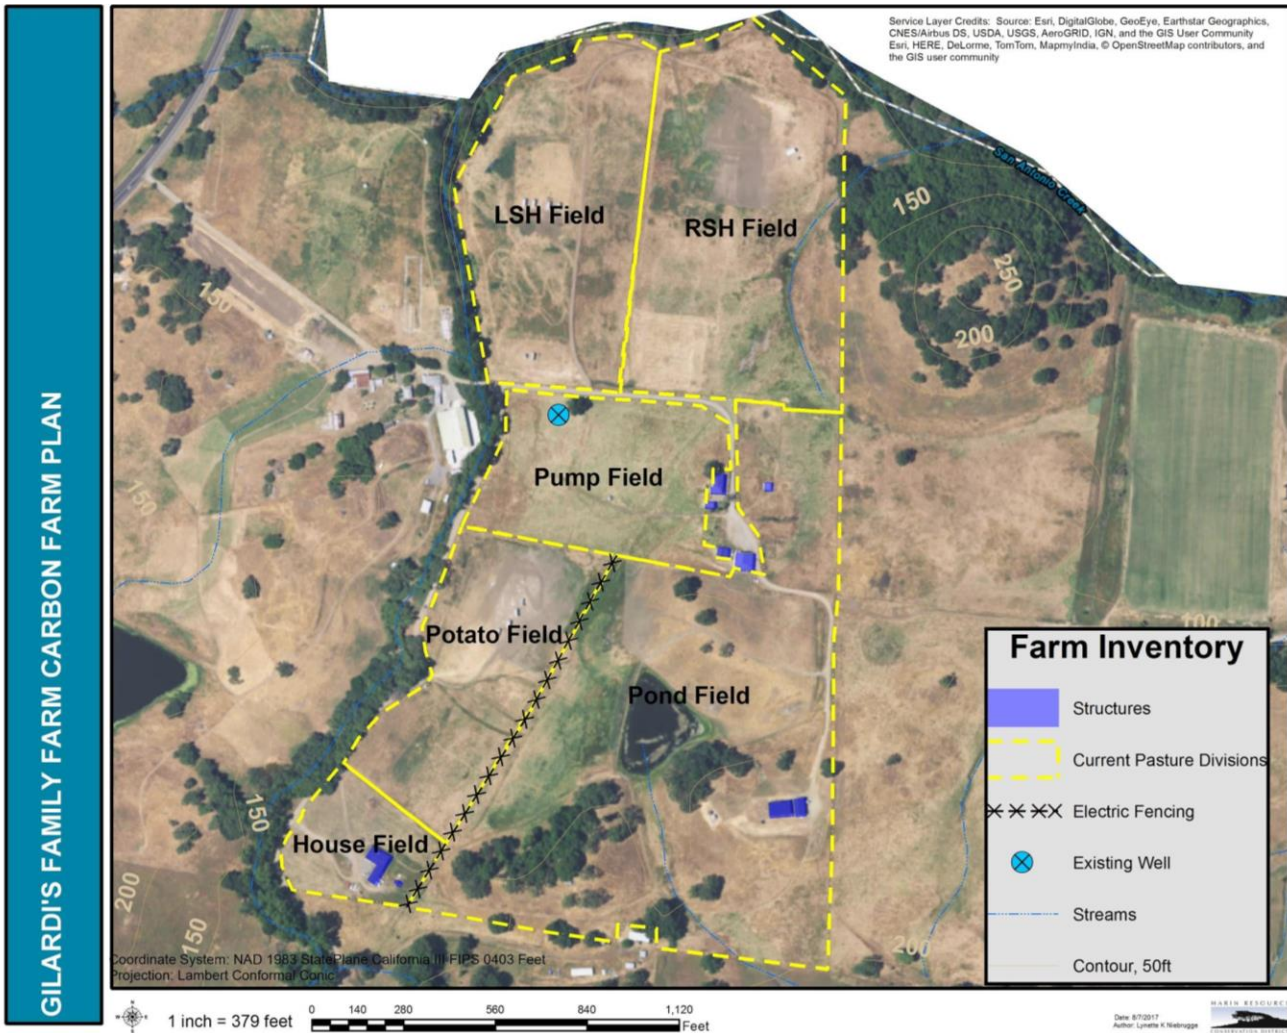 GILARDI'S FAMILY FARM CARBON FARM PLAN
Service Layer Credits: Source: Esri, DigitalGlobe, GeoEye, Earthstar Geographics,
CNES/Airbus DS, USDA, USGS, AeroGRID, IGN, and the GIS User Community
Esri, HERE, DeLorme, TomTom, MapmyIndia, © OpenStreetMap contributors, and
the GIS user community
San Antonio Creek
150
LSH Field
RSH Field
250
150
200
Pump Field
150
100
Potato Field
Pond Field
150
House Field
200
150
200
Farm Inventory
Structures
Current Pasture Divisions
Electric Fencing
Existing Well
Streams
Contour, 50ft
Coordinate System: NAD 1983 StatePlane California III FIPS 0403 Feet
Projection: Lambert Conformal Conic
1 inch = 379 feet
0 140 280 560 840 1,120
Feet
Date: 8/7/2017
Author: Lynette K Niebrugge
MARIN RESOURCE
CONSERVATION DISTRICT